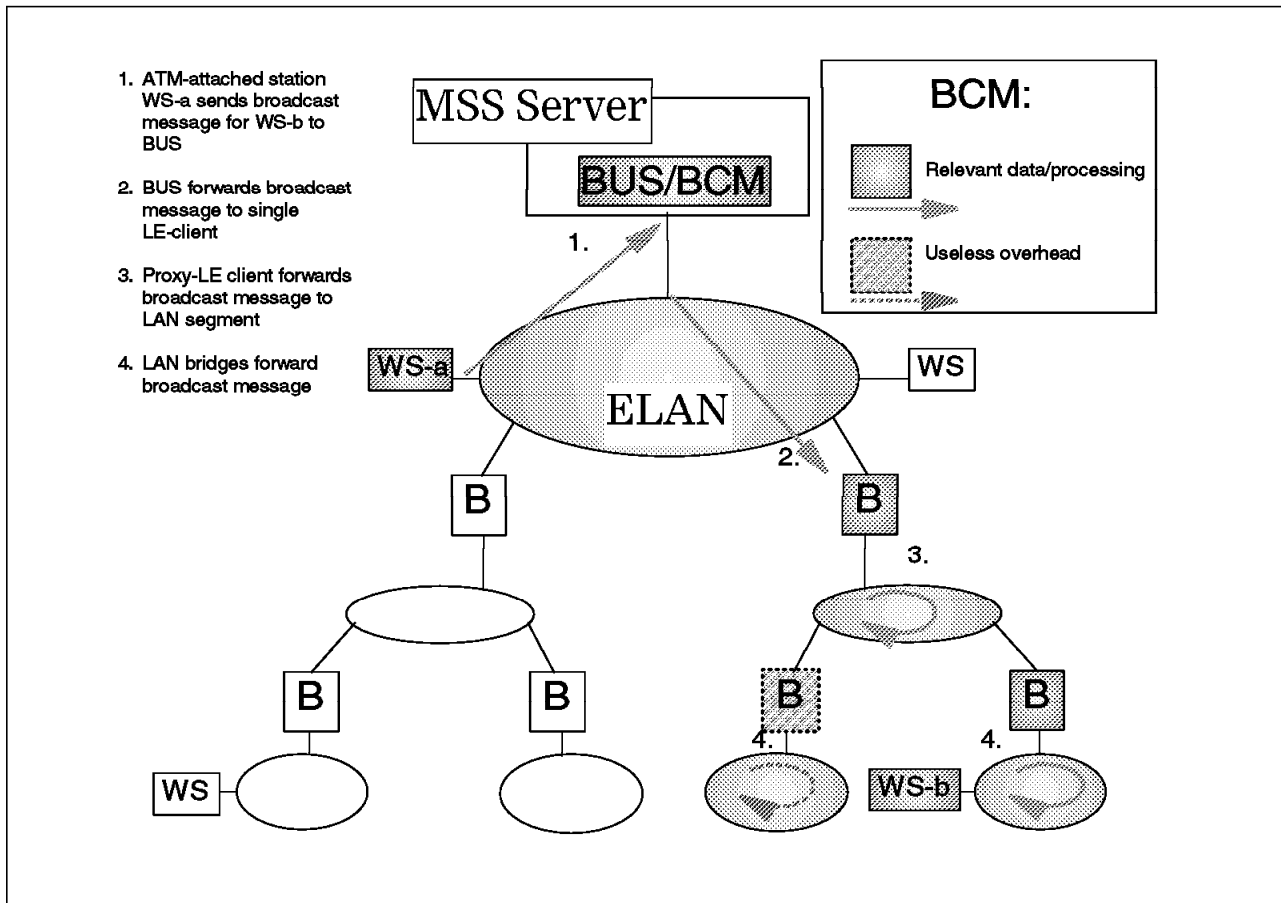 1. ATM-attached station
WS-a sends broadcast
message for WS-b to
BUS
2. BUS forwards broadcast
message to single
LE-client
3. Proxy-LE client forwards
broadcast message to
LAN segment
4. LAN bridges forward
broadcast message
MSS Server
BUS/BCM
BCM:
Relevant data/processing
Useless overhead
1.
WS-a
ELAN
WS
2.
B
B
3.
B
B
B
B
4.
4.
WS
WS-b